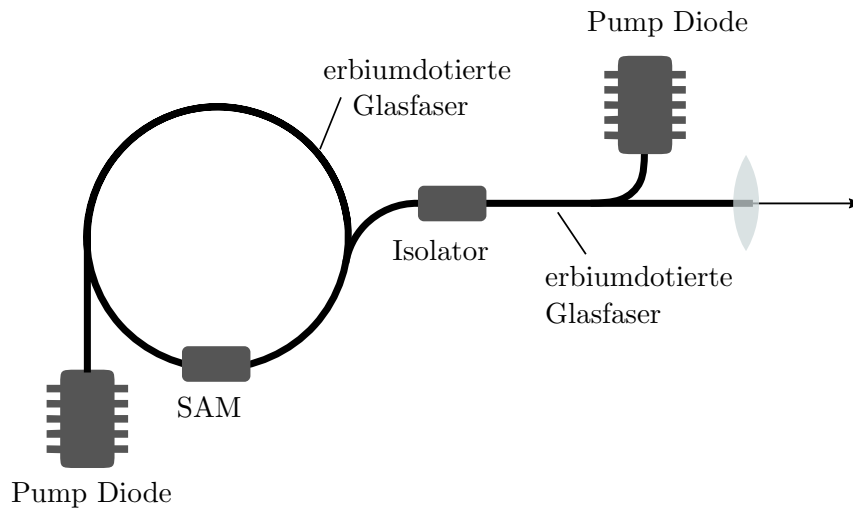 Pump Diode
erbiumdotierte
Glasfaser
Isolator
erbiumdotierte
Glasfaser
SAM
Pump Diode